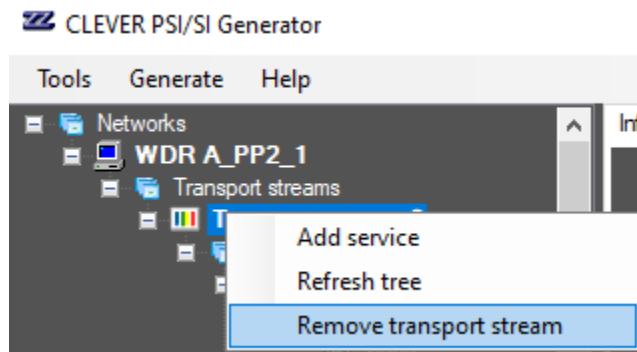 CLEVER PSI/SI Generator
Tools Generate Help
Networks
WDR A_PP2_1
Transport streams
Add service
Refresh tree
Remove transport stream